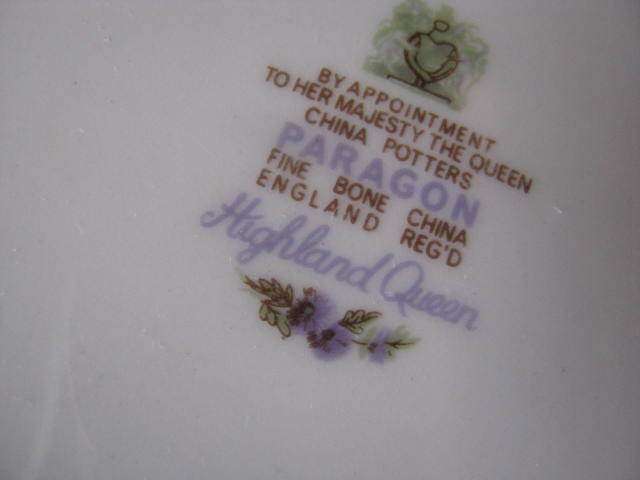 BY APPOINTMENT
TO HER MAJESTY THE QUEEN
CHINA POTTERS
PARAGON
FINE BONE CHINA
ENGLAND REG'D
Highland Queen